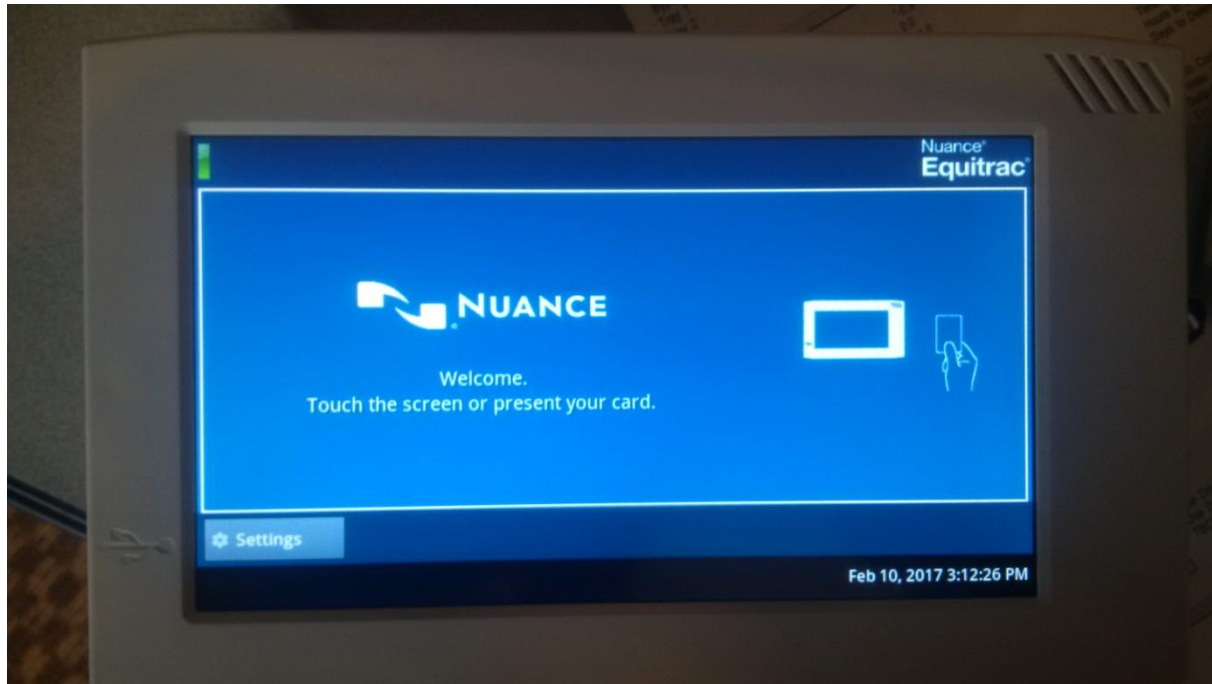 Nuance®
Equitrac®
NUANCE
Welcome.
Touch the screen or present your card.
Settings
Feb 10, 2017 3:12:26 PM